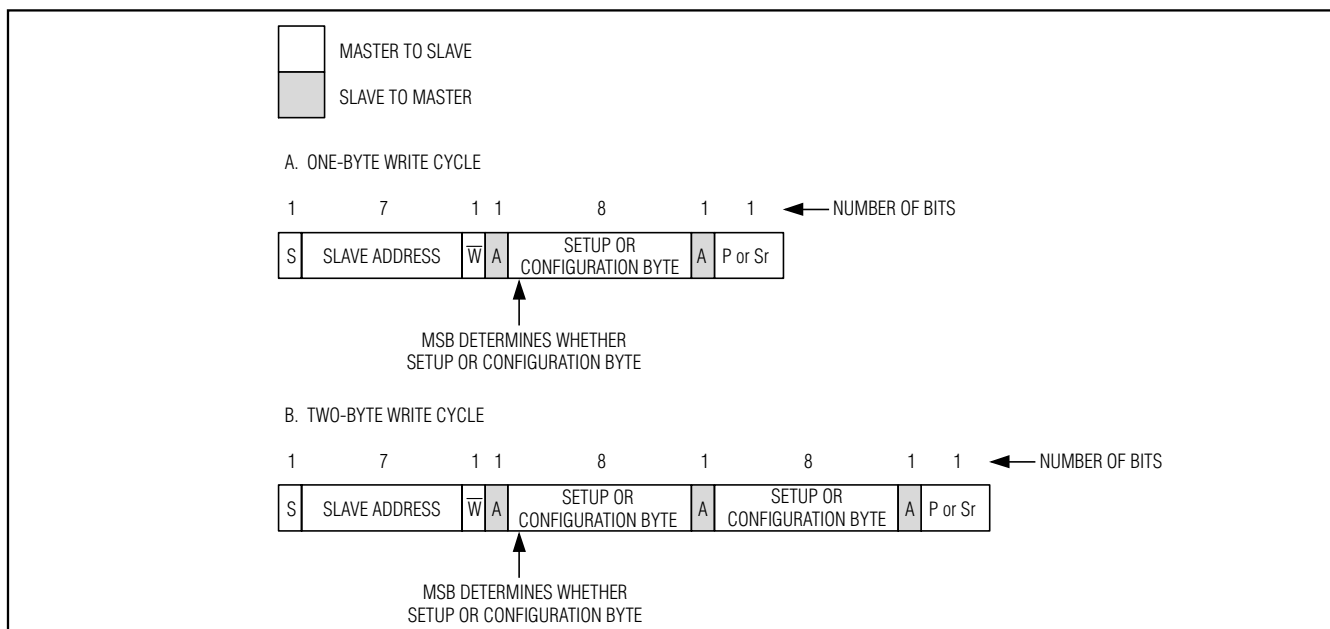 MASTER TO SLAVE
SLAVE TO MASTER
A. ONE-BYTE WRITE CYCLE
1 7 1 1 8 1 1 NUMBER OF BITS
S SLAVE ADDRESS W̅ A SETUP OR CONFIGURATION BYTE A P or Sr
MSB DETERMINES WHETHER
SETUP OR CONFIGURATION BYTE
B. TWO-BYTE WRITE CYCLE
1 7 1 1 8 1 8 1 1 NUMBER OF BITS
S SLAVE ADDRESS W̅ A SETUP OR CONFIGURATION BYTE A SETUP OR CONFIGURATION BYTE A P or Sr
MSB DETERMINES WHETHER
SETUP OR CONFIGURATION BYTE